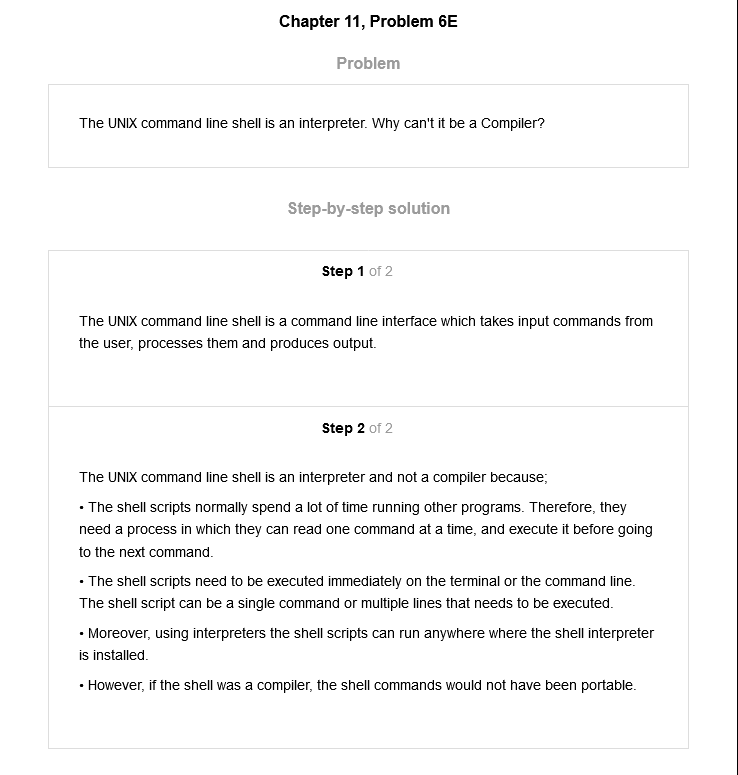 Chapter 11, Problem 6E
Problem
The UNIX command line shell is an interpreter. Why can't it be a Compiler?
Step-by-step solution
Step 1 of 2
The UNIX command line shell is a command line interface which takes input commands from
the user, processes them and produces output.
Step 2 of 2
The UNIX command line shell is an interpreter and not a compiler because;
• The shell scripts normally spend a lot of time running other programs. Therefore, they
need a process in which they can read one command at a time, and execute it before going
to the next command.
• The shell scripts need to be executed immediately on the terminal or the command line.
The shell script can be a single command or multiple lines that needs to be executed.
• Moreover, using interpreters the shell scripts can run anywhere where the shell interpreter
is installed.
• However, if the shell was a compiler, the shell commands would not have been portable.